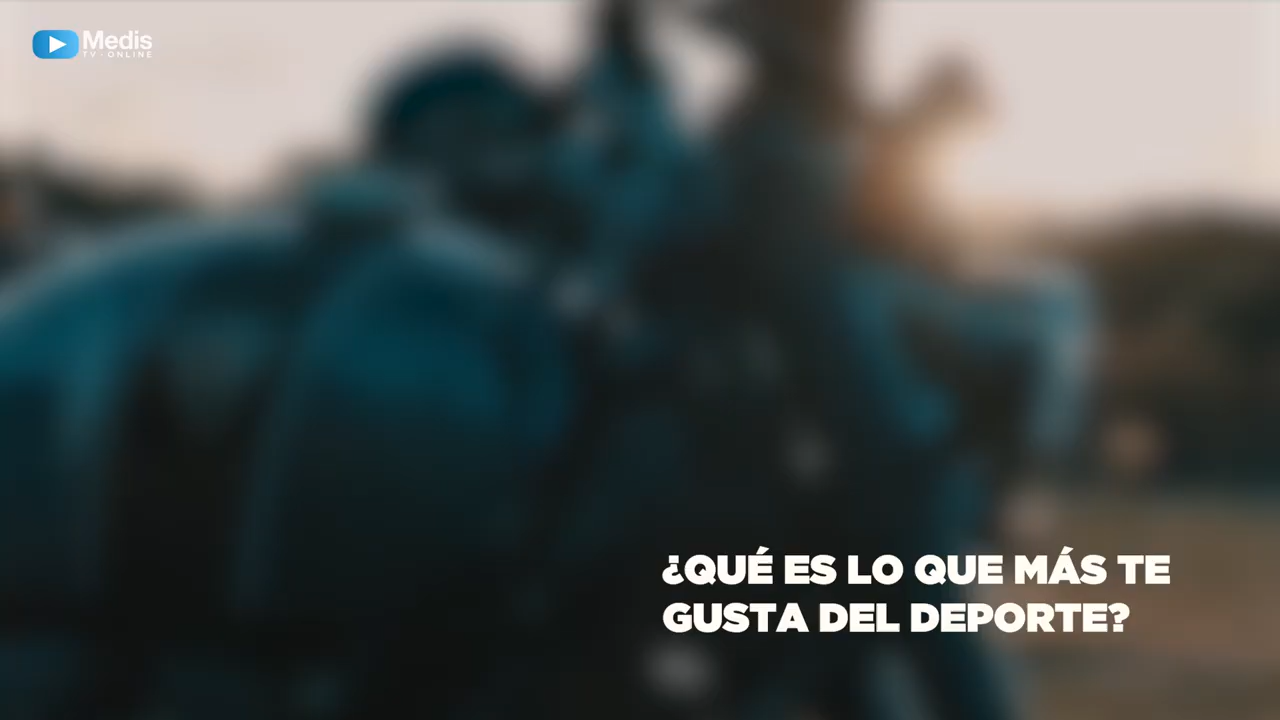 Medis
TV - ONLINE
¿QUÉ ES LO QUE MÁS TE
GUSTA DEL DEPORTE?